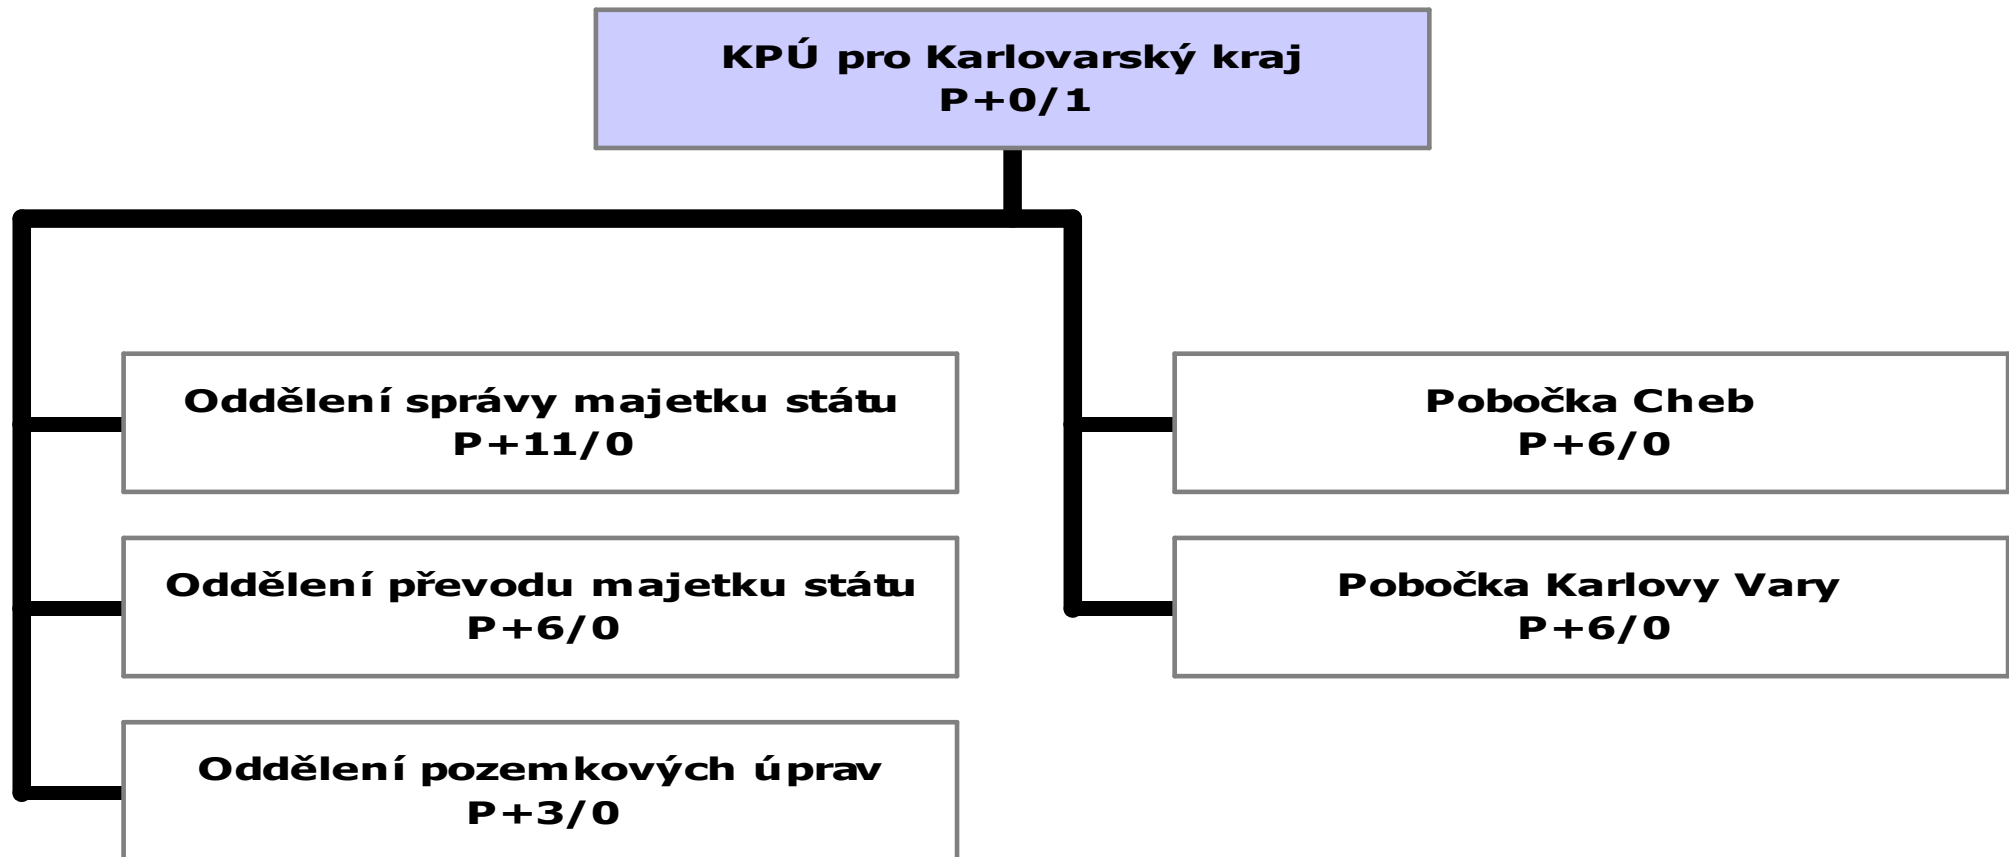 KPÚ pro Karlovarský kraj
P+0/1
Oddělení správy majetku státu
P+11/0
Oddělení převodu majetku státu
P+6/0
Oddělení pozemkových úprav
P+3/0
Pobočka Cheb
P+6/0
Pobočka Karlovy Vary
P+6/0